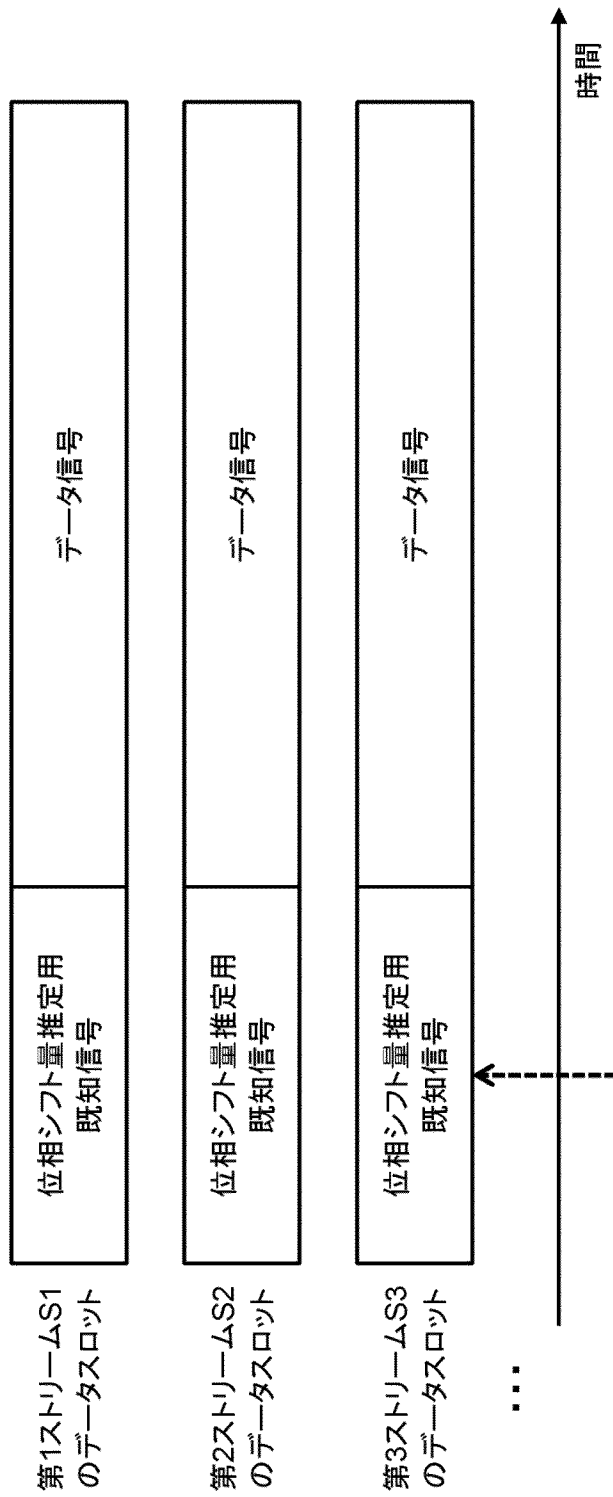 第1ストリームS1
のデータスロット
位相シフト量推定用
既知信号
データ信号
第2ストリームS2
のデータスロット
位相シフト量推定用
既知信号
データ信号
第3ストリームS3
のデータスロット
位相シフト量推定用
既知信号
データ信号
...
時間